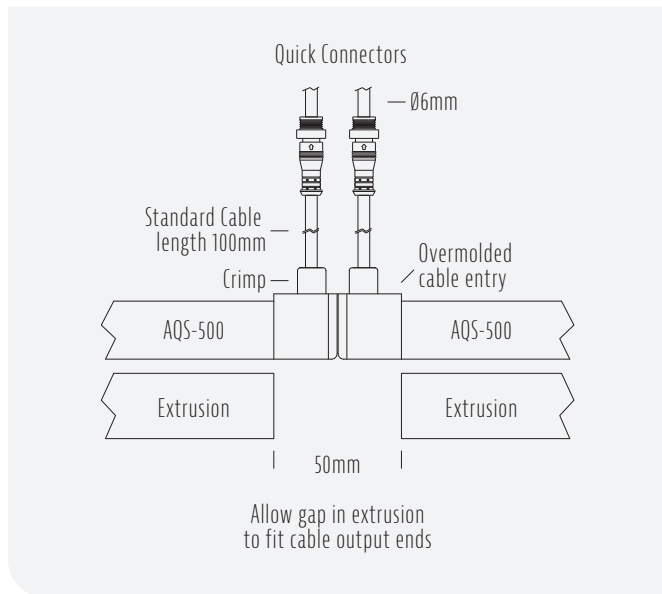 Quick Connectors
Ø6mm
Standard Cable
length 100mm
Overmolded
cable entry
Crimp
AQS-500
AQS-500
Extrusion
Extrusion
50mm
Allow gap in extrusion
to fit cable output ends